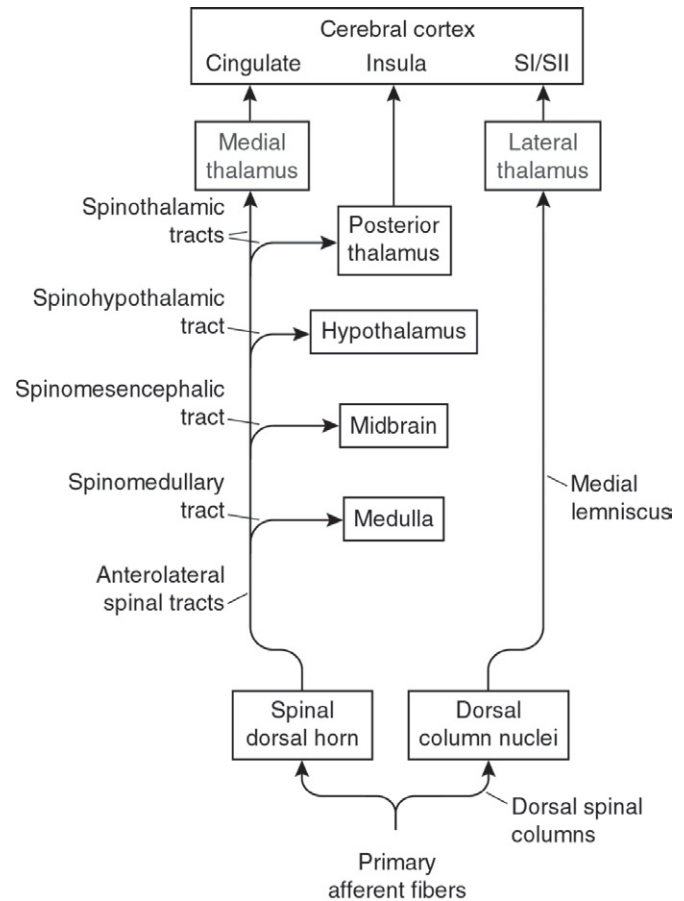 Cerebral cortex
Cingulate Insula SI/SII
Medial
thalamus
Lateral
thalamus
Spinothalamic
tracts
Posterior
thalamus
Spinohypothalamic
tract
Hypothalamus
Spinomesencephalic
tract
Midbrain
Spinomedullary
tract
Medulla
Medial
lemniscus
Anterolateral
spinal tracts
Spinal
dorsal horn
Dorsal
column nuclei
Dorsal spinal
columns
Primary
afferent fibers